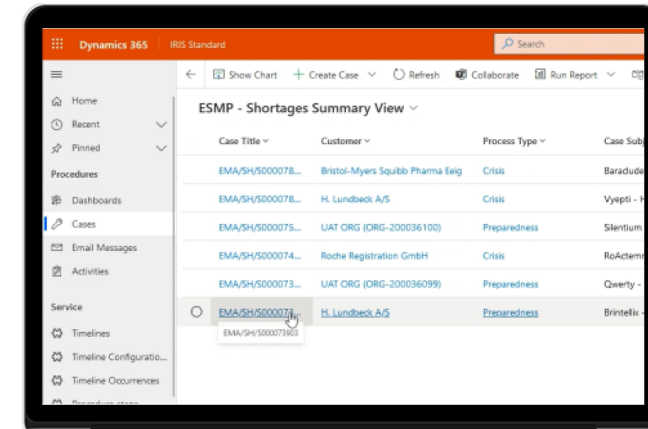 Dynamics 365 IRIS Standard Search
Show Chart Create Case Refresh Collaborate Run Report
Home
Recent
Pinned
Procedures
Dashboards
Cases
Email Messages
Activities
Service
Timelines
Timeline Configuratio...
Timeline Occurrences
ESMP - Shortages Summary View
Case Title Customer Process Type Case Subj
EMA/SH/S000078... Bristol-Myers Squibb Pharma Eeig Crisis Baradude
EMA/SH/S000078... H. Lundbeck A/S Crisis Vyepti - H
EMA/SH/S000075... UAT ORG (ORG-200036100) Preparedness Silentium
EMA/SH/S000074... Roche Registration GmbH Crisis RoActemr
EMA/SH/S000073... UAT ORG (ORG-200036099) Preparedness Qwerty -
EMA/SH/S000073... H. Lundbeck A/S Preparedness Brintellix -
EMA/SH/S000073903